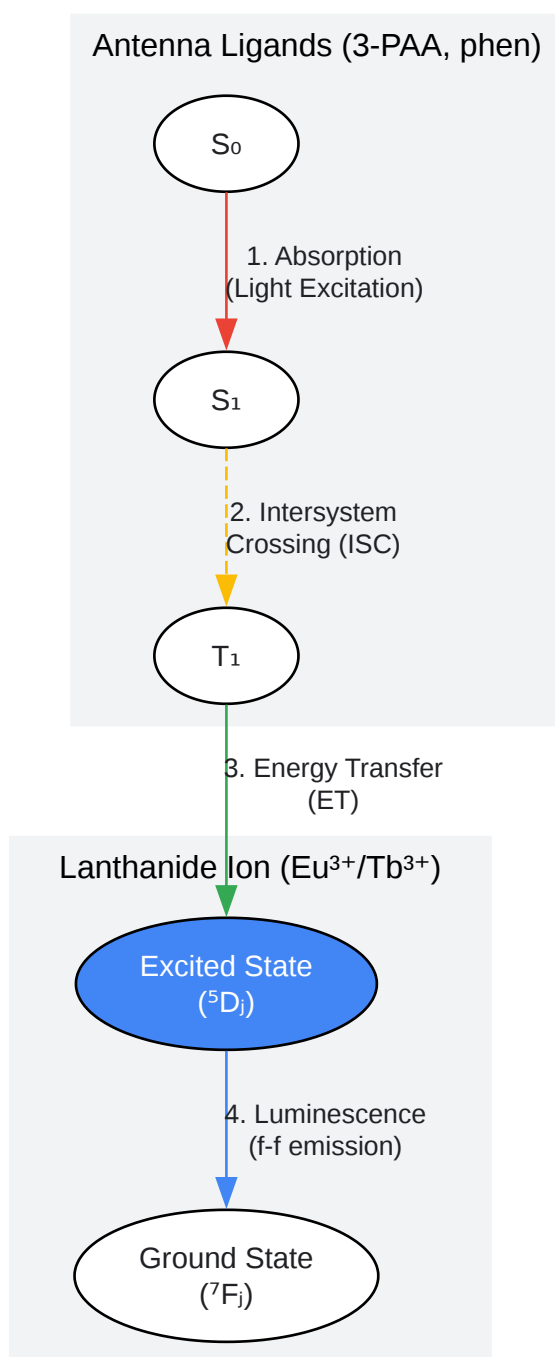 Antenna Ligands (3-PAA, phen)
S₀
1. Absorption
(Light Excitation)
S₁
2. Intersystem
Crossing (ISC)
T₁
3. Energy Transfer
(ET)
Lanthanide Ion (Eu³⁺/Tb³⁺)
Excited State
(⁵Dⱼ)
4. Luminescence
(f-f emission)
Ground State
(⁷Fⱼ)